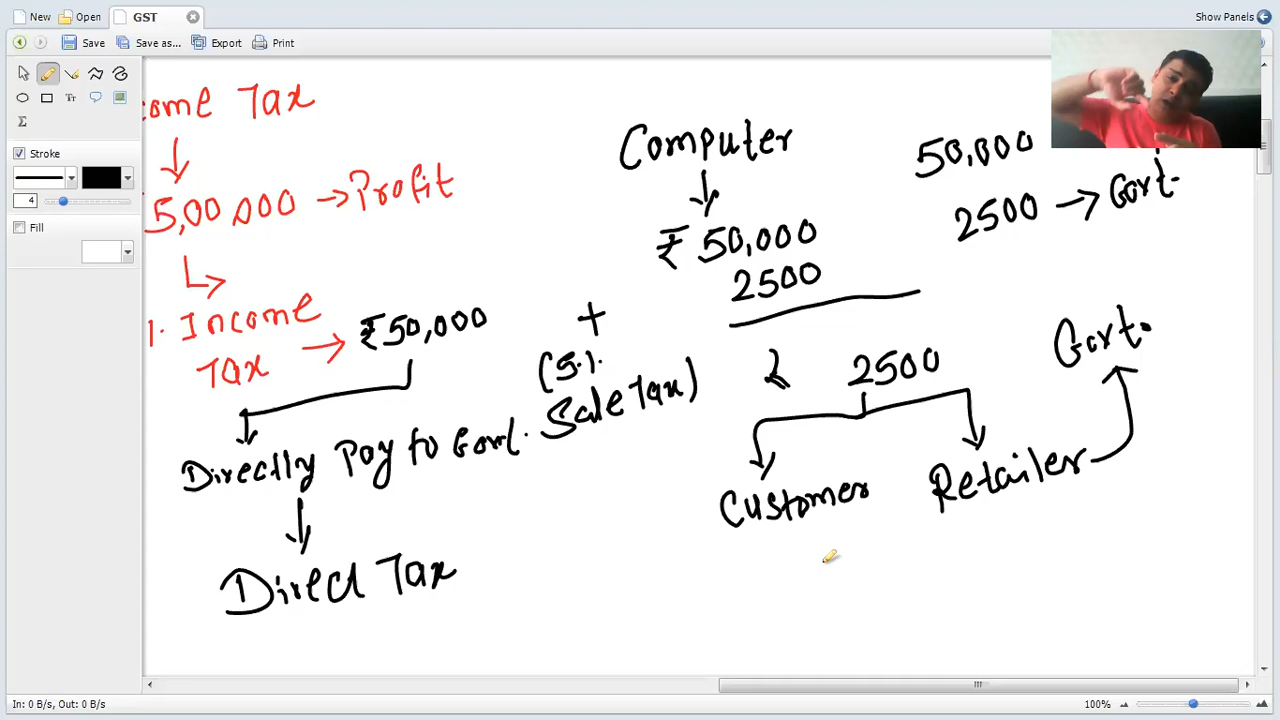 New Open GST
Show Panels
Save Save as... Export Print
Stroke
4
Fill
come Tax
5,00,000 → Profit
1. Income
Tax → ₹50,000
Directly Pay to Govt.
Direct Tax
+
(5%
Sale Tax)
Computer
₹ 50,000
2500
₹ 2500
Customer Retailer
Govt.
50,000
2500 → Govt.
In: 0 B/s, Out: 0 B/s
100%